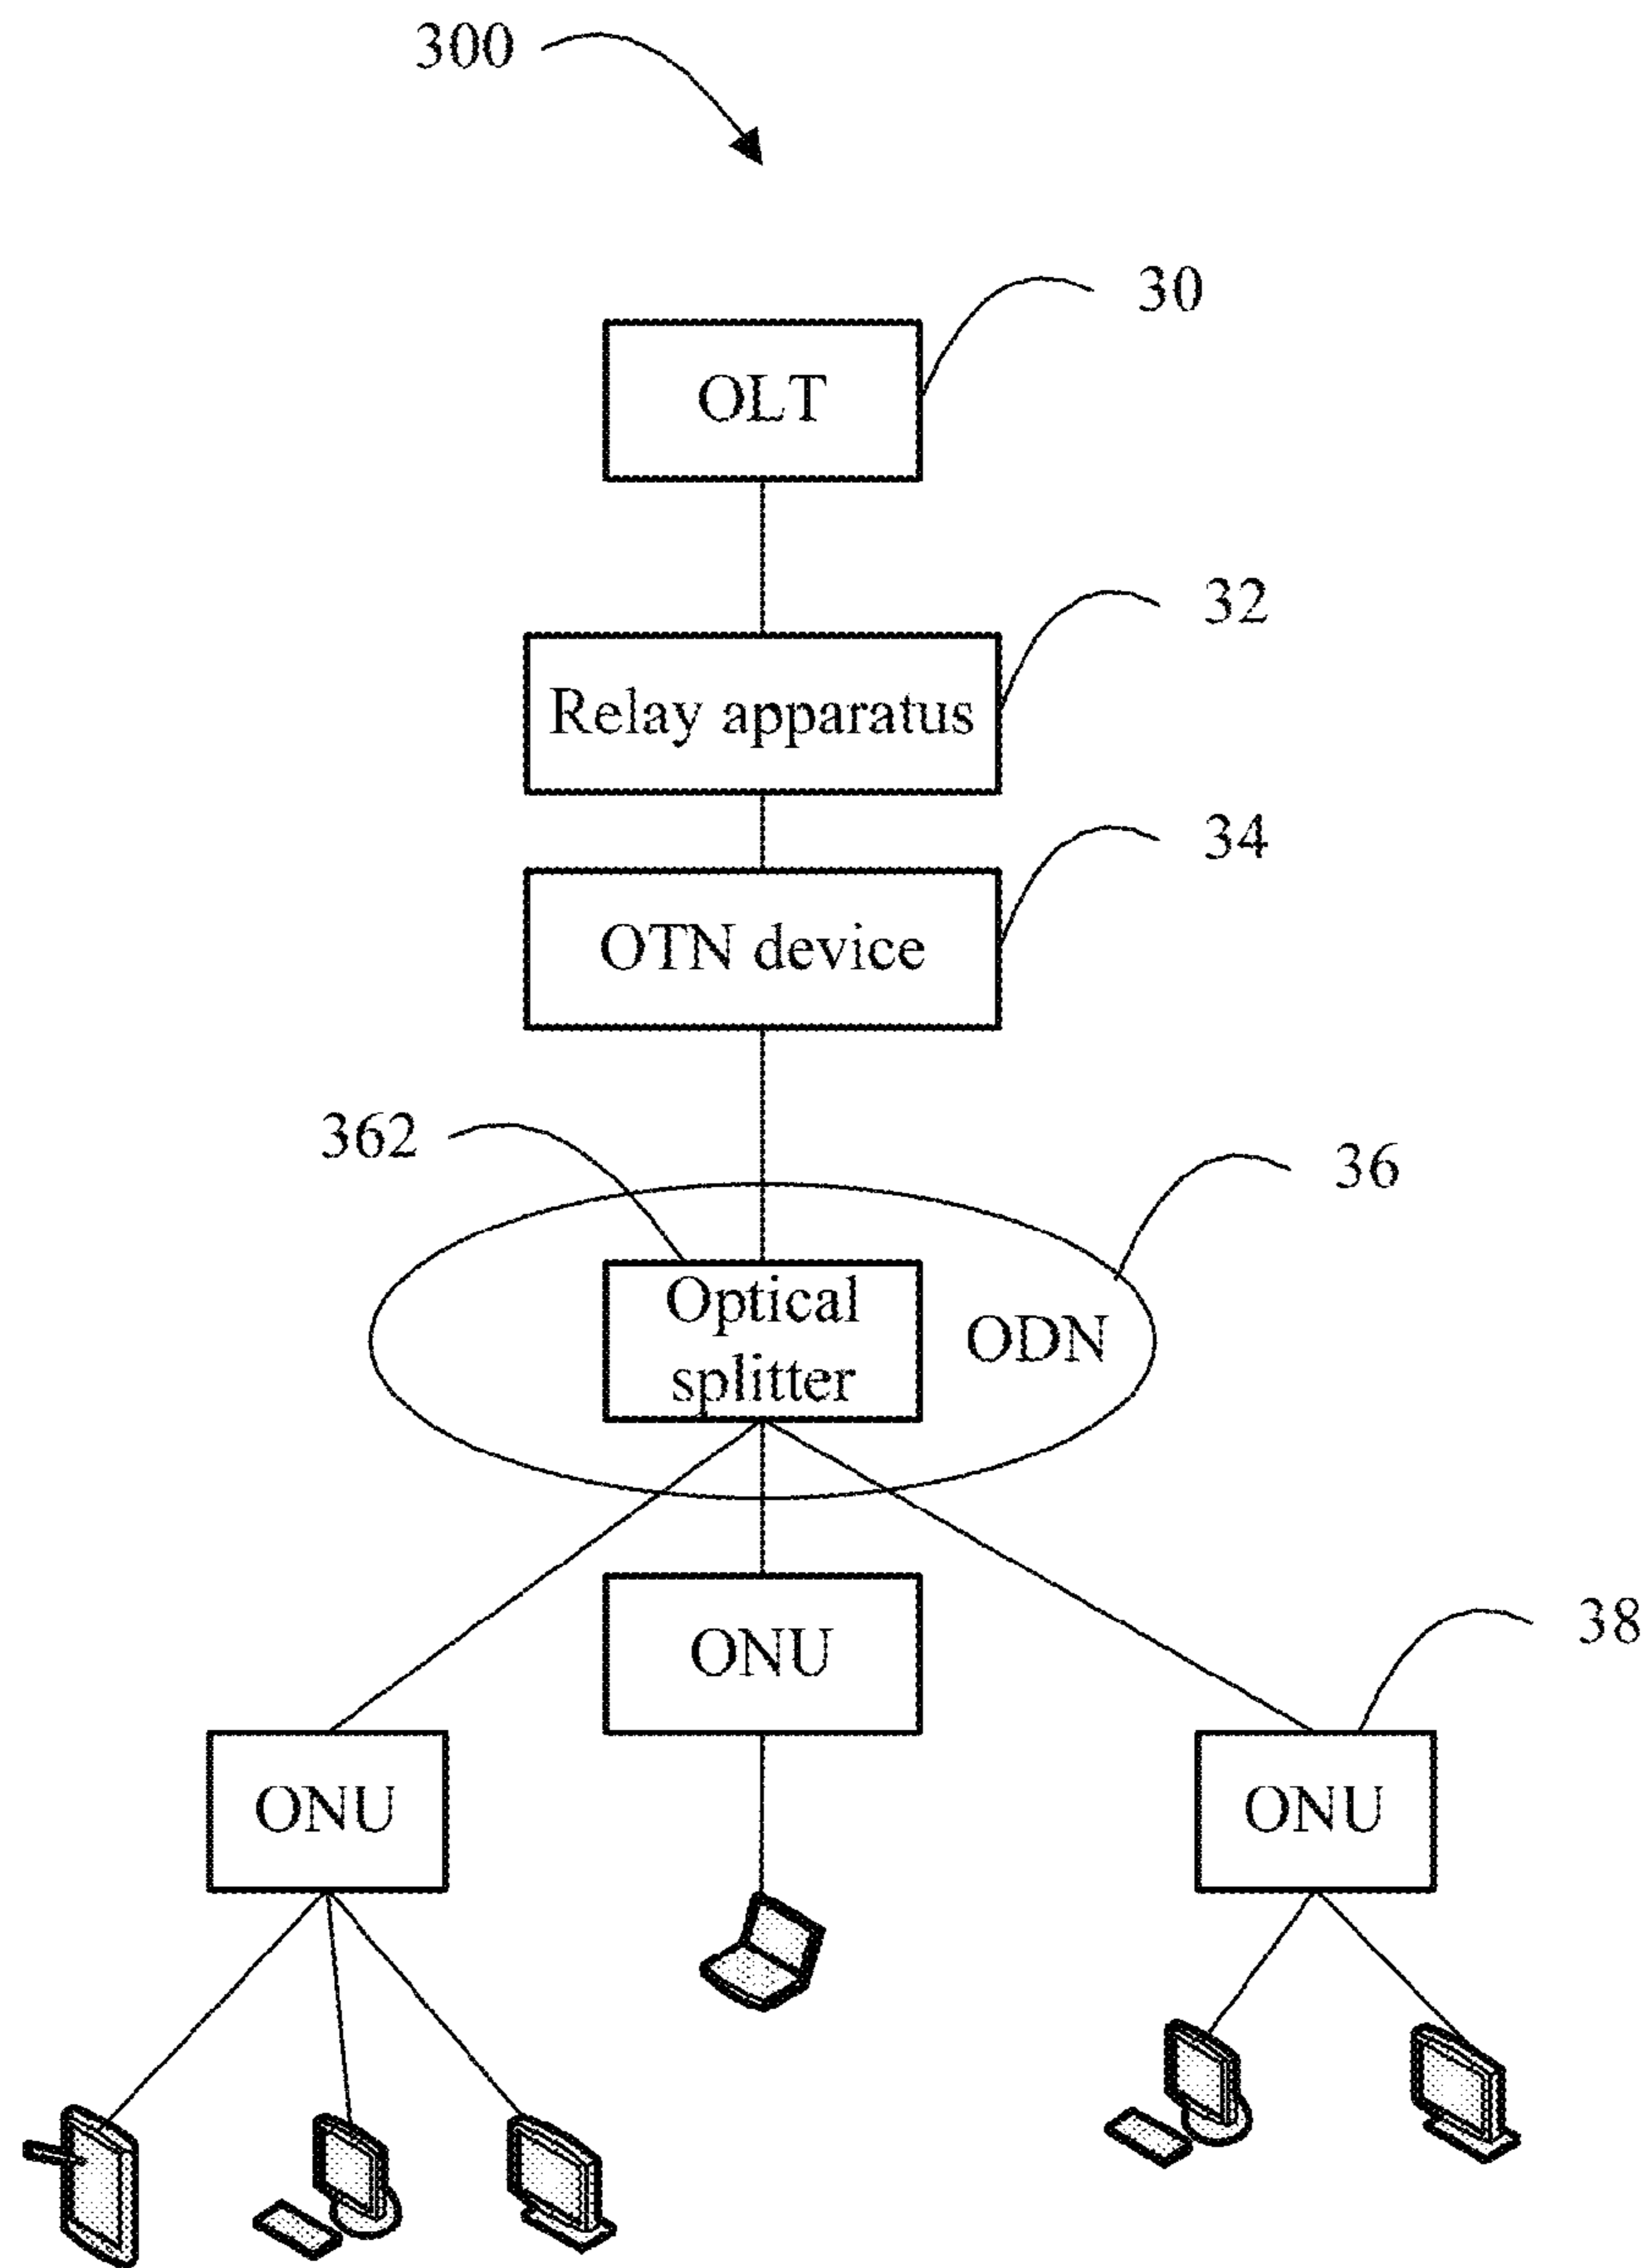 300
30
OLT
32
Relay apparatus
34
OTN device
362
36
Optical
splitter
ODN
38
ONU
ONU
ONU